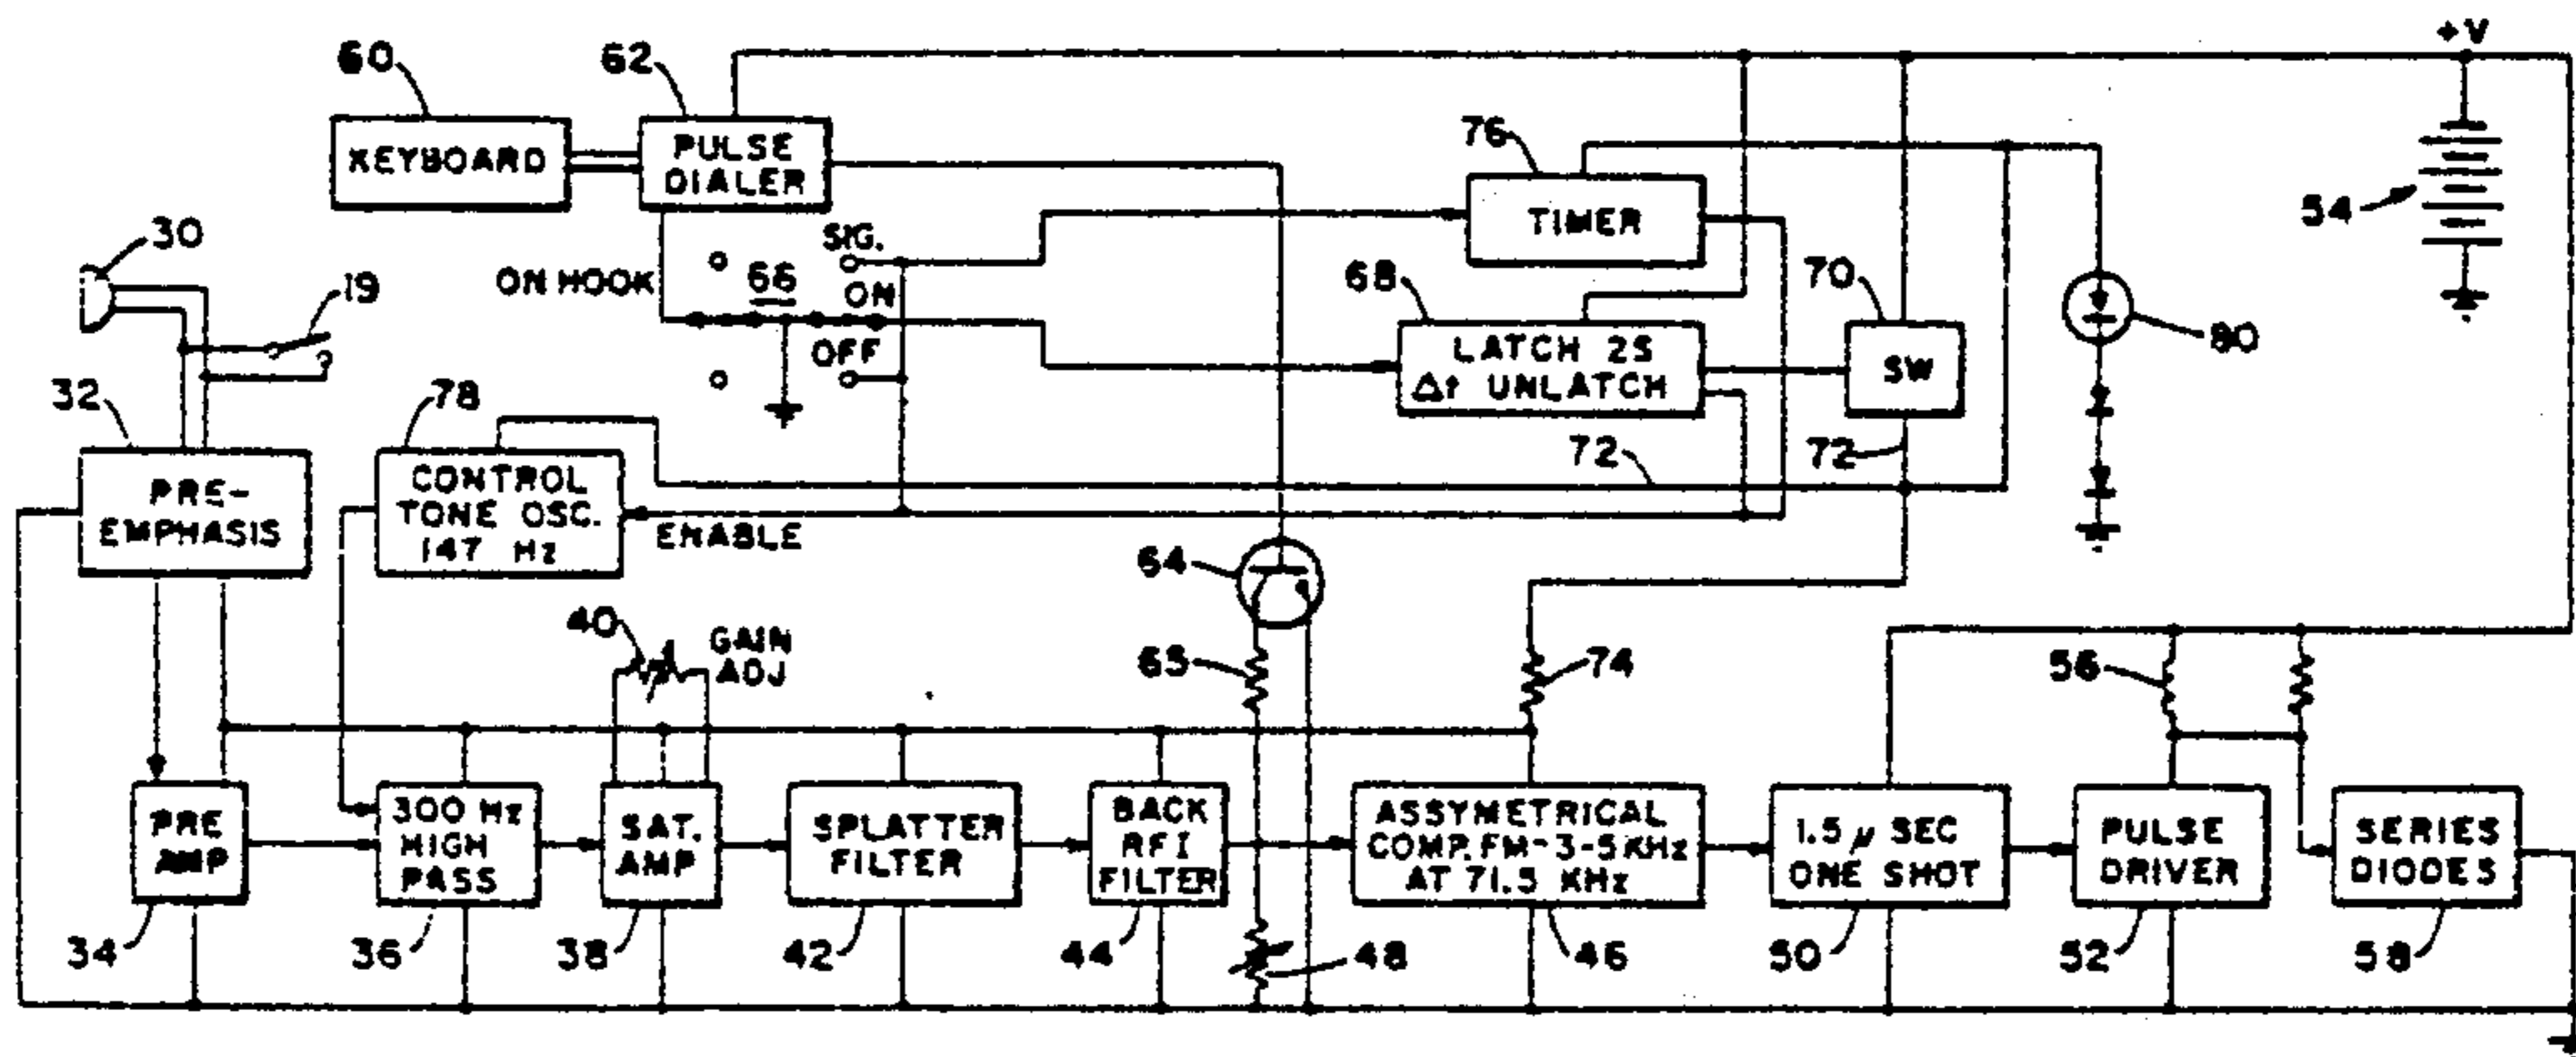 +V
60
62
KEYBOARD
PULSE
DIALER
76
TIMER
54
30
19
SIG.
ON HOOK
66
ON
OFF
68
LATCH 2S
Δt UNLATCH
70
SW
80
32
78
72
72
PRE-
EMPHASIS
CONTROL
TONE OSC.
147 Hz
ENABLE
64
40
GAIN
ADJ
65
74
56
PRE
AMP
300 Hz
HIGH
PASS
SAT.
AMP
SPLATTER
FILTER
BACK
RFI
FILTER
ASSYMETRICAL
COMP. FM-3-5 KHz
AT 71.5 KHz
1.5 μ SEC
ONE SHOT
PULSE
DRIVER
SERIES
DIODES
34
36
38
42
44
48
46
50
52
58